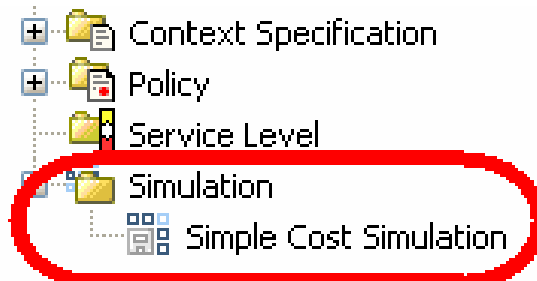 Context Specification
Policy
Service Level
Simulation
Simple Cost Simulation